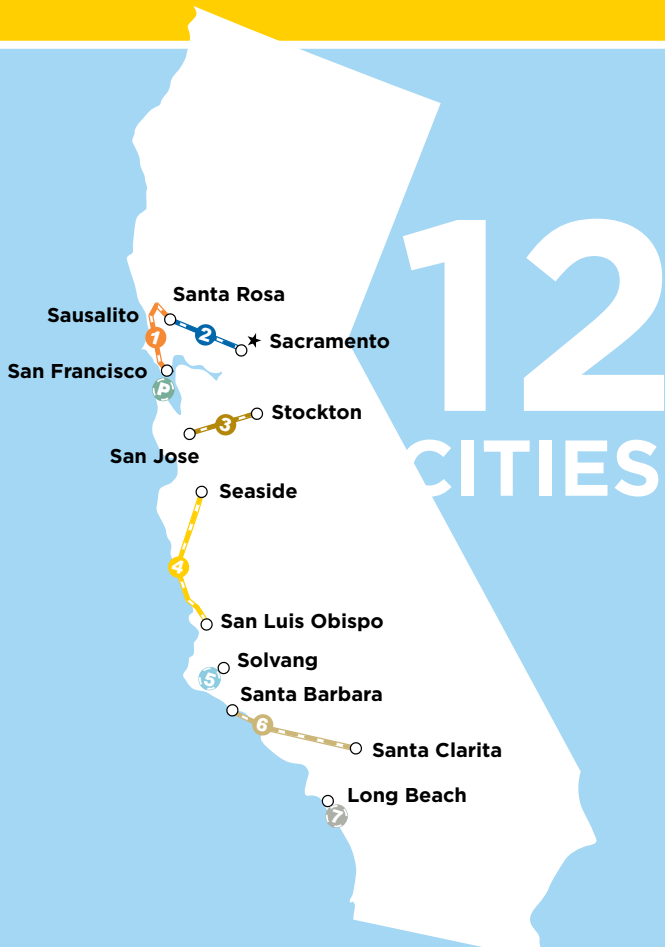 12
CITIES
Santa Rosa
Sausalito
1
2
Sacramento
San Francisco
P
Stockton
3
San Jose
Seaside
4
San Luis Obispo
Solvang
5
Santa Barbara
6
Santa Clarita
Long Beach
7